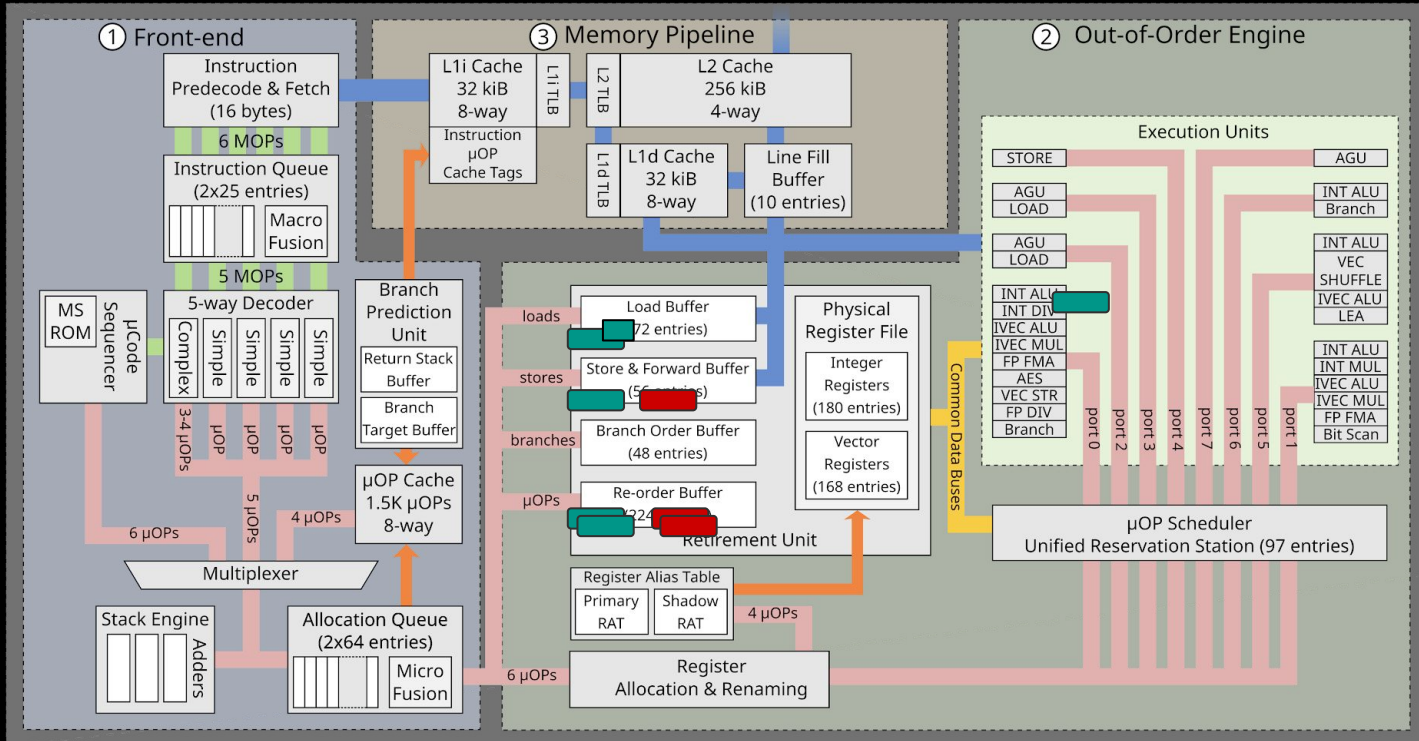 1 Front-end
Instruction
Predecode & Fetch
(16 bytes)
6 MOPs
Instruction Queue
(2x25 entries)
Macro
Fusion
5 MOPs
MS
ROM
µCode
Sequencer
5-way Decoder
Complex
Simple
Simple
Simple
Simple
3-4 µOPs
µOP
µOP
µOP
µOP
Branch
Prediction
Unit
Return Stack
Buffer
Branch
Target Buffer
µOP Cache
1.5K µOPs
8-way
6 µOPs
5 µOPs
4 µOPs
Multiplexer
Stack Engine
Adders
Allocation Queue
(2x64 entries)
Micro
Fusion
3 Memory Pipeline
L1i Cache
32 kiB
8-way
L1i TLB
Instruction
µOP
Cache Tags
L2 TLB
L2 Cache
256 kiB
4-way
L1d TLB
L1d Cache
32 kiB
8-way
Line Fill
Buffer
(10 entries)
2 Out-of-Order Engine
Execution Units
STORE
AGU
LOAD
AGU
LOAD
INT ALU
INT DIV
IVEC ALU
IVEC MUL
FP FMA
AES
VEC STR
FP DIV
Branch
AGU
INT ALU
Branch
INT ALU
VEC
SHUFFLE
IVEC ALU
LEA
INT ALU
INT MUL
IVEC ALU
IVEC MUL
FP FMA
Bit Scan
port 0
port 2
port 3
port 4
port 7
port 6
port 5
port 1
loads
Load Buffer
72 entries)
stores
Store & Forward Buffer
branches
Branch Order Buffer
(48 entries)
µOPs
Re-order Buffer
Retirement Unit
Physical
Register File
Integer
Registers
(180 entries)
Vector
Registers
(168 entries)
Common Data Buses
µOP Scheduler
Unified Reservation Station (97 entries)
Register Alias Table
Primary
RAT
Shadow
RAT
4 µOPs
6 µOPs
Register
Allocation & Renaming